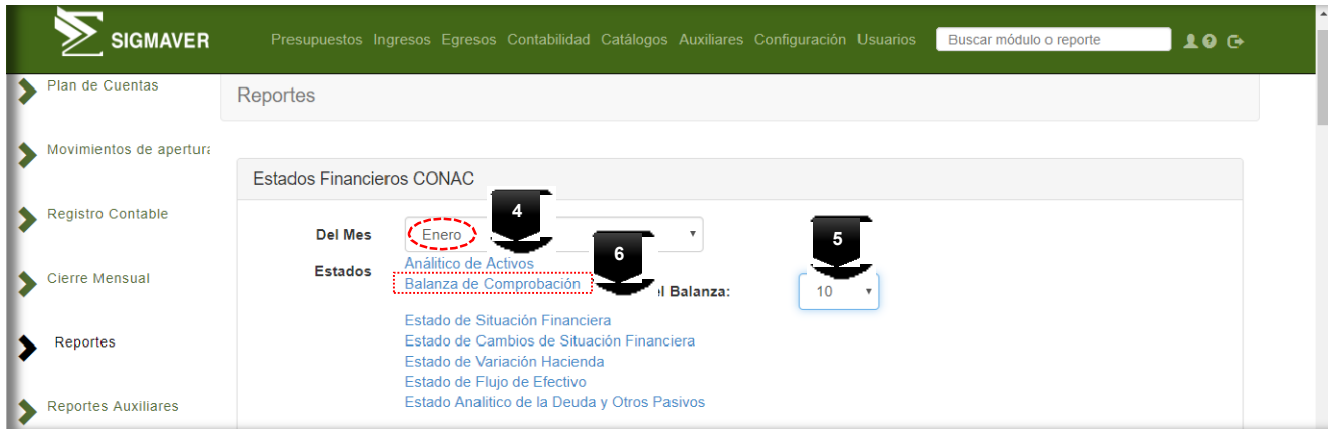 SIGMAVER
Presupuestos Ingresos Egresos Contabilidad Catálogos Auxiliares Configuración Usuarios
Buscar módulo o reporte
Plan de Cuentas
Movimientos de apertura
Registro Contable
Cierre Mensual
Reportes
Reportes Auxiliares
Reportes
Estados Financieros CONAC
Del Mes
Enero
4
5
Estados
Análitico de Activos
6
Balanza de Comprobación
el Balanza:
10
Estado de Situación Financiera
Estado de Cambios de Situación Financiera
Estado de Variación Hacienda
Estado de Flujo de Efectivo
Estado Analitico de la Deuda y Otros Pasivos